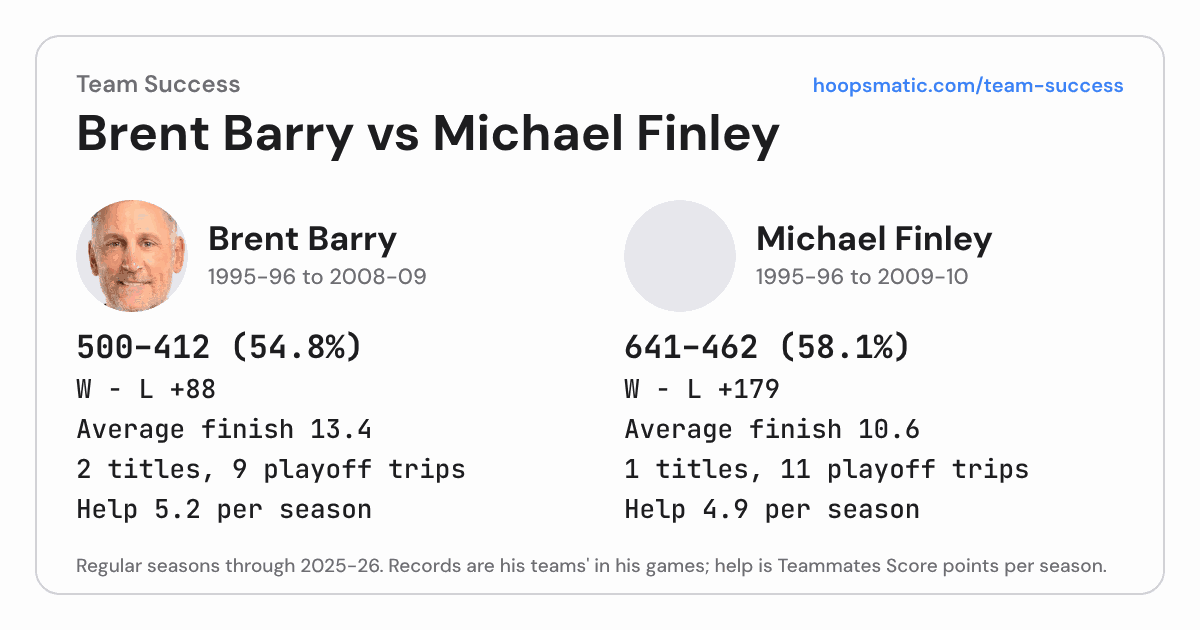 Team Success
hoopsmatic.com/team-success
Brent Barry vs Michael Finley
Brent Barry
1995-96 to 2008-09
500-412 (54.8%)
W - L +88
Average finish 13.4
2 titles, 9 playoff trips
Help 5.2 per season
Michael Finley
1995-96 to 2009-10
641-462 (58.1%)
W - L +179
Average finish 10.6
1 titles, 11 playoff trips
Help 4.9 per season
Regular seasons through 2025-26. Records are his teams' in his games; help is Teammates Score points per season.